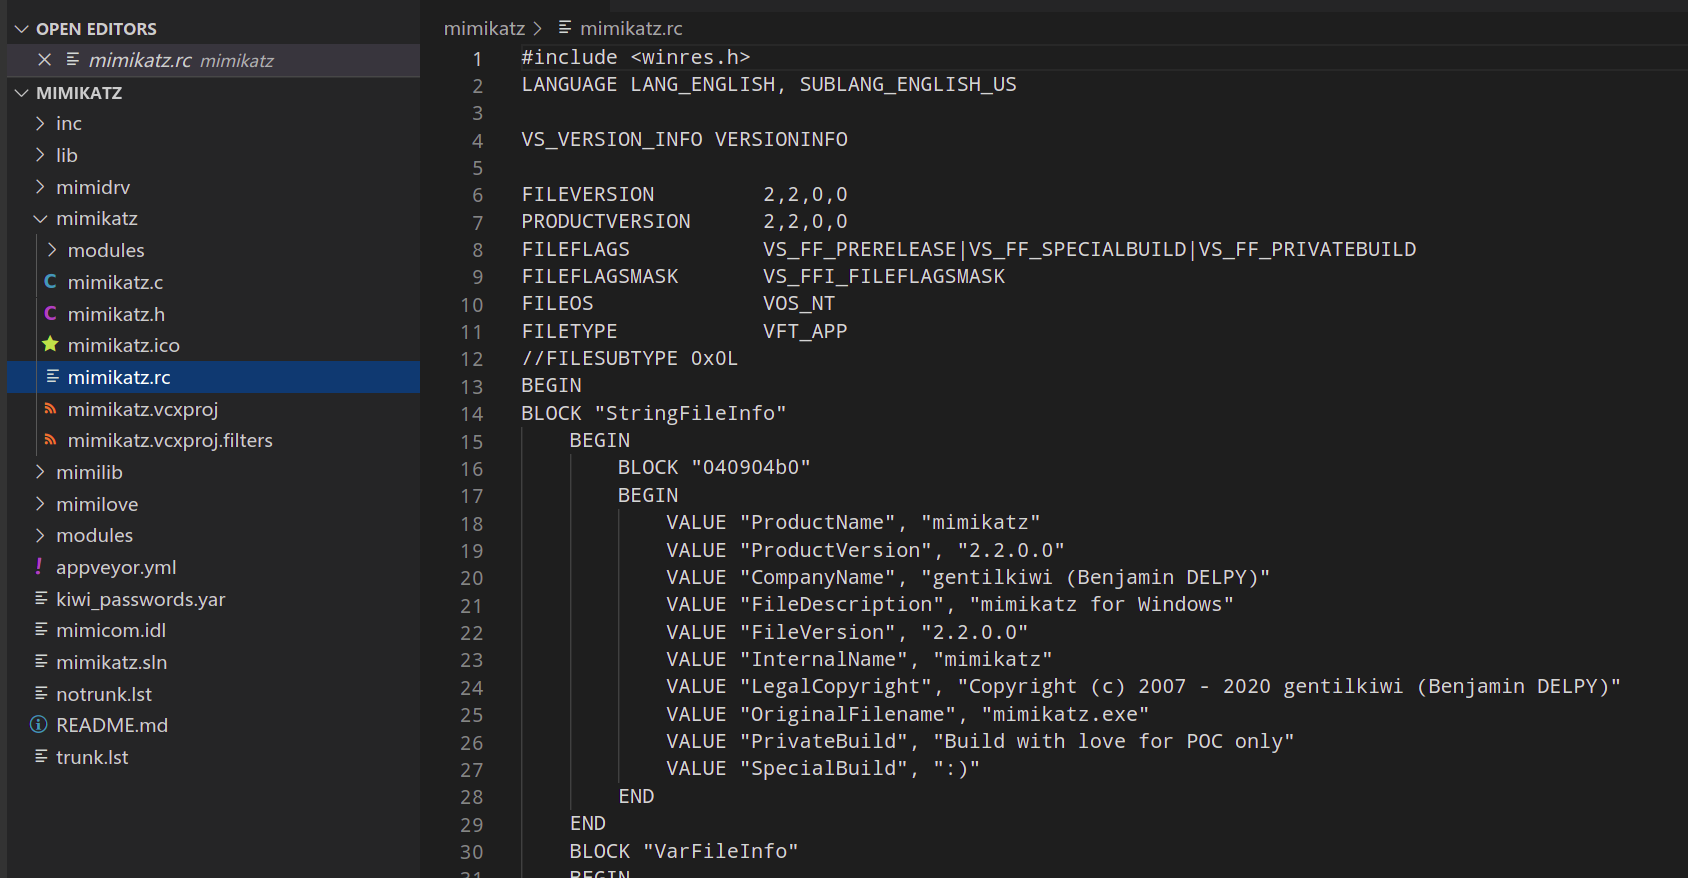 OPEN EDITORS
mimikatz.rc mimikatz
MIMIKATZ
inc
lib
mimidrv
mimikatz
modules
C mimikatz.c
C mimikatz.h
mimikatz.ico
mimikatz.rc
mimikatz.vcxproj
mimikatz.vcxproj.filters
mimilib
mimilove
modules
! appveyor.yml
kiwi_passwords.yar
mimicom.idl
mimikatz.sln
notrunk.lst
README.md
trunk.lst
mimikatz > mimikatz.rc
1 #include <winres.h>
2 LANGUAGE LANG_ENGLISH, SUBLANG_ENGLISH_US
3
4 VS_VERSION_INFO VERSIONINFO
5
6 FILEVERSION 2,2,0,0
7 PRODUCTVERSION 2,2,0,0
8 FILEFLAGS VS_FF_PRERELEASE|VS_FF_SPECIALBUILD|VS_FF_PRIVATEBUILD
9 FILEFLAGSMASK VS_FFI_FILEFLAGSMASK
10 FILEOS VOS_NT
11 FILETYPE VFT_APP
12 //FILESUBTYPE 0x0L
13 BEGIN
14 BLOCK "StringFileInfo"
15 BEGIN
16 BLOCK "040904b0"
17 BEGIN
18 VALUE "ProductName", "mimikatz"
19 VALUE "ProductVersion", "2.2.0.0"
20 VALUE "CompanyName", "gentilkiwi (Benjamin DELPY)"
21 VALUE "FileDescription", "mimikatz for Windows"
22 VALUE "FileVersion", "2.2.0.0"
23 VALUE "InternalName", "mimikatz"
24 VALUE "LegalCopyright", "Copyright (c) 2007 - 2020 gentilkiwi (Benjamin DELPY)"
25 VALUE "OriginalFilename", "mimikatz.exe"
26 VALUE "PrivateBuild", "Build with love for POC only"
27 VALUE "SpecialBuild", ":)"
28 END
29 END
30 BLOCK "VarFileInfo"
31 BEGIN